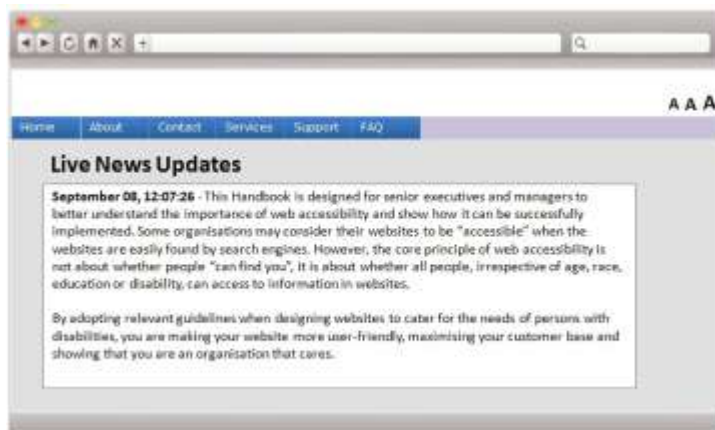 A A A
Home About Contact Services Support FAQ
Live News Updates
September 08, 12:07:26 - This Handbook is designed for senior executives and managers to
better understand the importance of web accessibility and show how it can be successfully
implemented. Some organisations may consider their websites to be "accessible" when the
websites are easily found by search engines. However, the core principle of web accessibility is
not about whether people "can find you", it is about whether all people, irrespective of age, race,
education or disability, can access to information in websites.
By adopting relevant guidelines when designing websites to cater for the needs of persons with
disabilities, you are making your website more user-friendly, maximising your customer base and
showing that you are an organisation that cares.